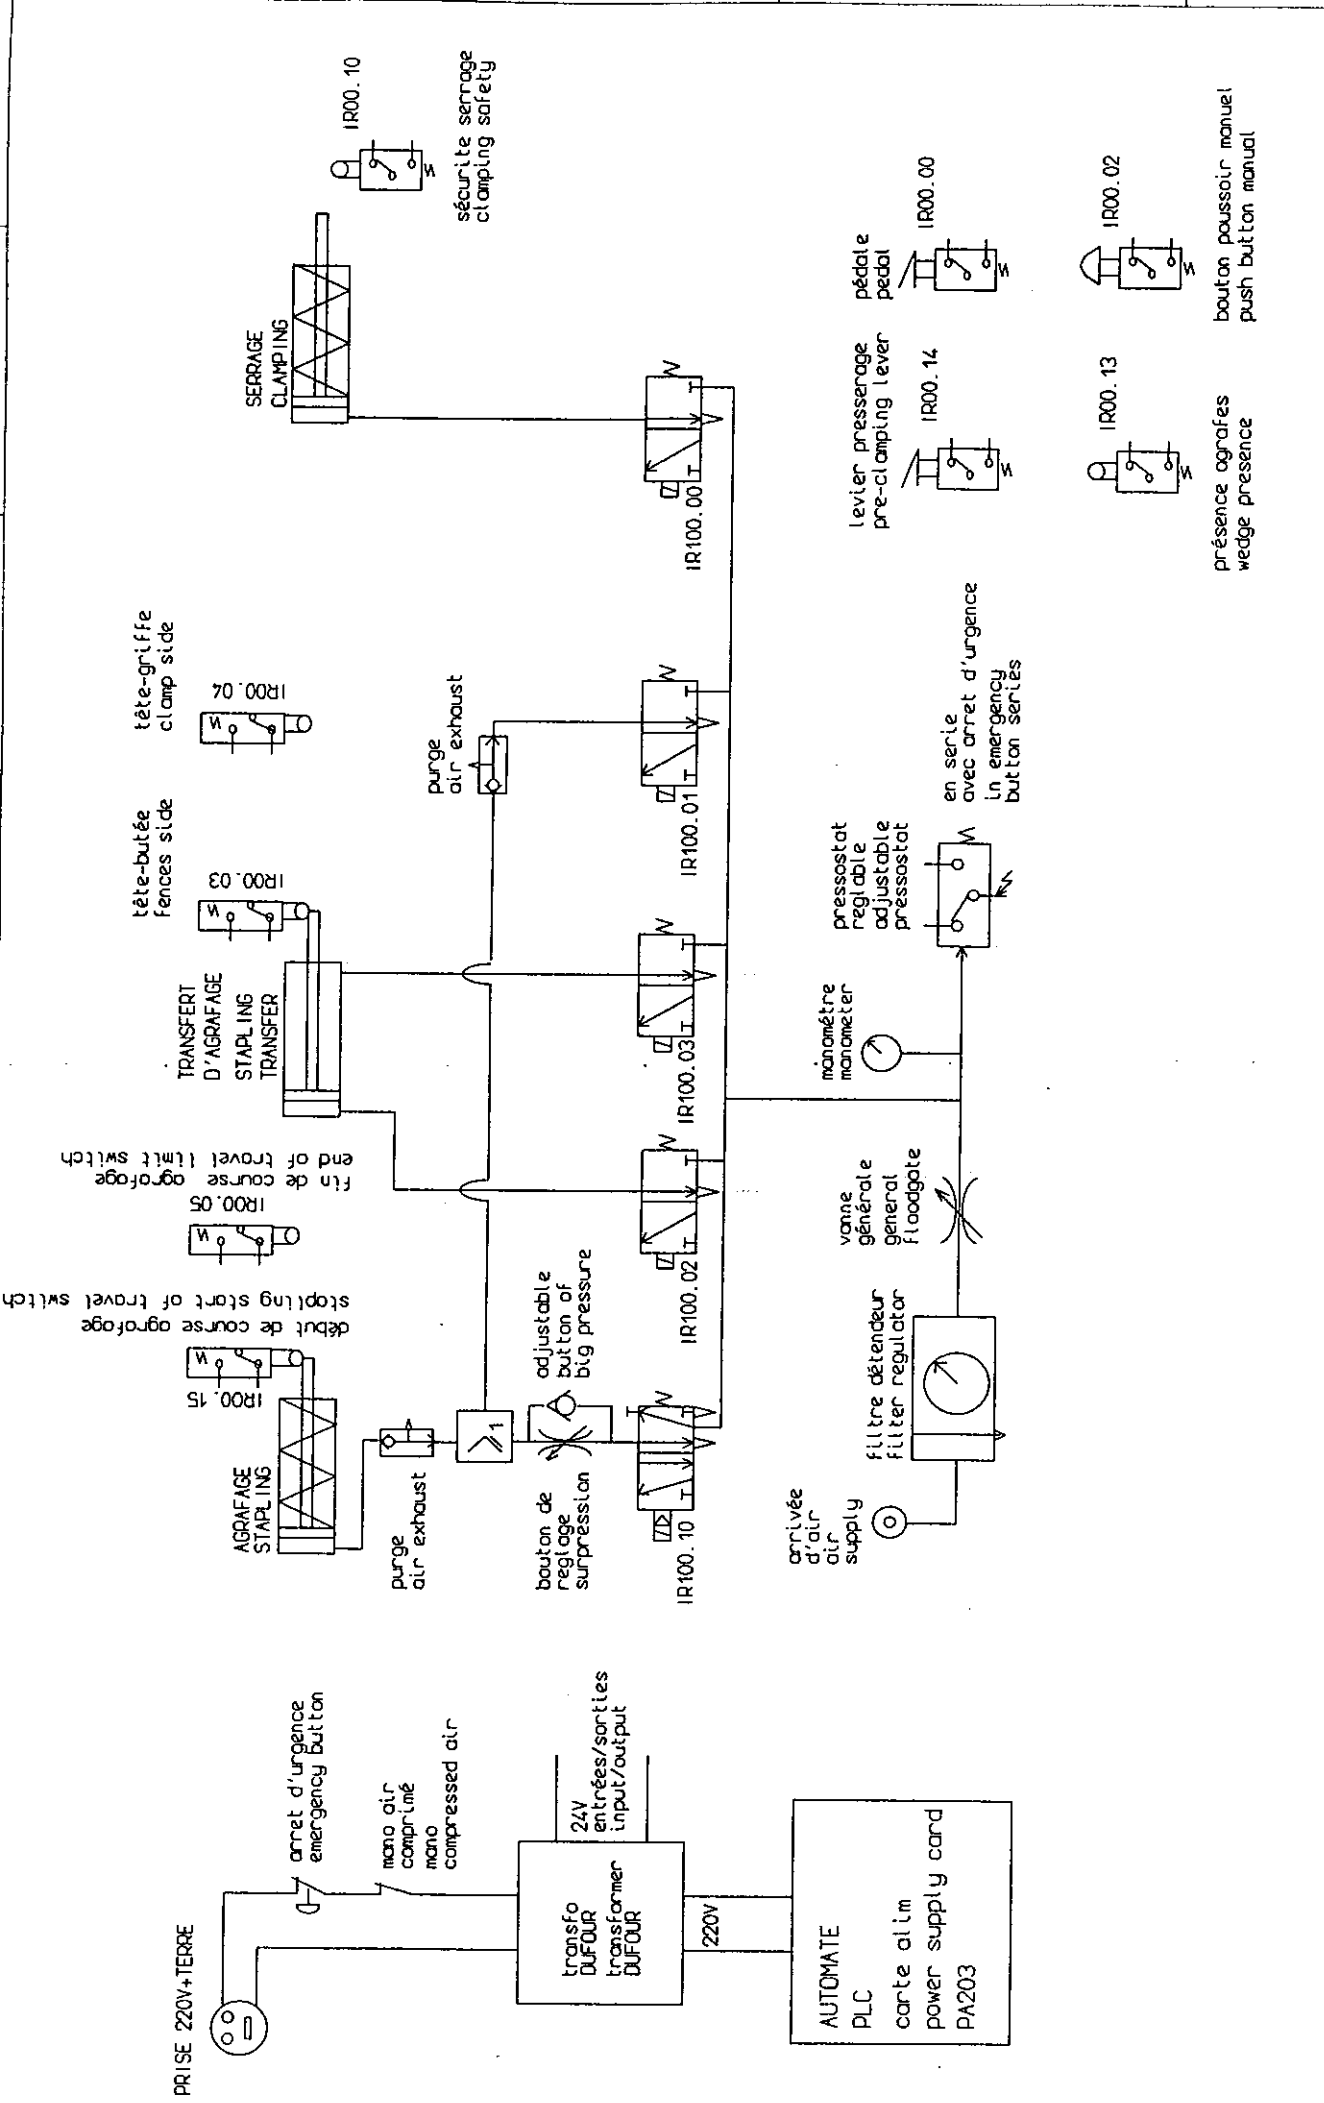 PRISE 220V+TERRE
arret d'urgence
emergency button
mano air
comprimé
mano
compressed air
transfo
DUFOUR
transformer
DUFOUR
24V
entrées/sorties
input/output
220V
AUTOMATE
PLC
carte alim
power supply card
PA203
AGRAFAGE
STAPLING
IR00.15
début de course agrafage
stapling start of travel switch
IR00.05
fin de course agrafage
end of travel limit switch
TRANSFERT
D'AGRAFAGE
STAPLING
TRANSFER
tête-butée
fences side
IR00.03
tête-griffe
clamp side
IR00.04
SERRAGE
CLAMPING
IR00.10
sécurite serrage
clamping safety
purge
air exhaust
purge
air exhaust
≥1
bouton de
reglage
surpression
adjustable
button of
big pressure
IR100.10
IR100.02
IR100.03
IR100.01
IR100.00
arrivée
d'air
air
supply
filtre détendeur
filter regulator
vanne
générale
general
floodgate
manométre
manometer
pressostat
reglable
adjustable
pressostat
en serie
avec arret d'urgence
in emergency
button series
levier presserage
pre-clamping lever
IR00.14
pédale
pedal
IR00.00
IR00.13
présence agrafes
wedge presence
IR00.02
bouton poussoir manuel
push button manual